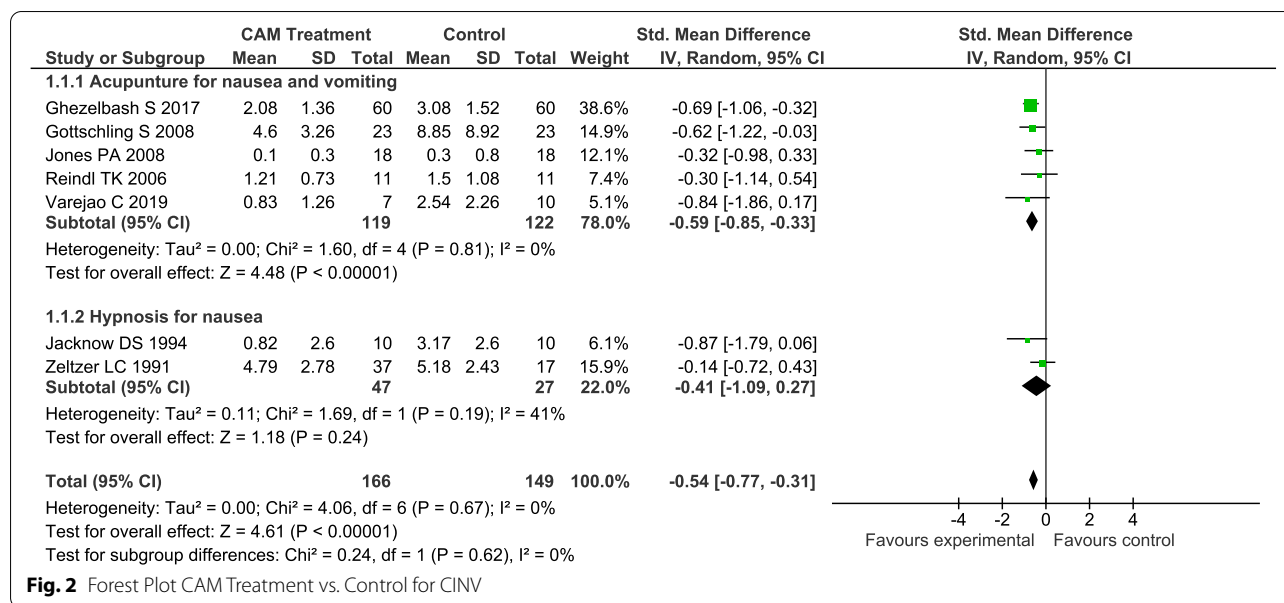 CAM Treatment Control Std. Mean Difference Std. Mean Difference
Study or Subgroup Mean SD Total Mean SD Total Weight IV, Random, 95% CI IV, Random, 95% CI
1.1.1 Acupunture for nausea and vomiting
Ghezelbash S 2017 2.08 1.36 60 3.08 1.52 60 38.6% -0.69 [-1.06, -0.32]
Gottschling S 2008 4.6 3.26 23 8.85 8.92 23 14.9% -0.62 [-1.22, -0.03]
Jones PA 2008 0.1 0.3 18 0.3 0.8 18 12.1% -0.32 [-0.98, 0.33]
Reindl TK 2006 1.21 0.73 11 1.5 1.08 11 7.4% -0.30 [-1.14, 0.54]
Varejao C 2019 0.83 1.26 7 2.54 2.26 10 5.1% -0.84 [-1.86, 0.17]
Subtotal (95% CI) 119 122 78.0% -0.59 [-0.85, -0.33]
Heterogeneity: Tau² = 0.00; Chi² = 1.60, df = 4 (P = 0.81); I² = 0%
Test for overall effect: Z = 4.48 (P < 0.00001)
1.1.2 Hypnosis for nausea
Jacknow DS 1994 0.82 2.6 10 3.17 2.6 10 6.1% -0.87 [-1.79, 0.06]
Zeltzer LC 1991 4.79 2.78 37 5.18 2.43 17 15.9% -0.14 [-0.72, 0.43]
Subtotal (95% CI) 47 27 22.0% -0.41 [-1.09, 0.27]
Heterogeneity: Tau² = 0.11; Chi² = 1.69, df = 1 (P = 0.19); I² = 41%
Test for overall effect: Z = 1.18 (P = 0.24)
Total (95% CI) 166 149 100.0% -0.54 [-0.77, -0.31]
Heterogeneity: Tau² = 0.00; Chi² = 4.06, df = 6 (P = 0.67); I² = 0%
Test for overall effect: Z = 4.61 (P < 0.00001)
Test for subgroup differences: Chi² = 0.24, df = 1 (P = 0.62), I² = 0%
-4 -2 0 2 4
Favours experimental Favours control
Fig. 2 Forest Plot CAM Treatment vs. Control for CINV